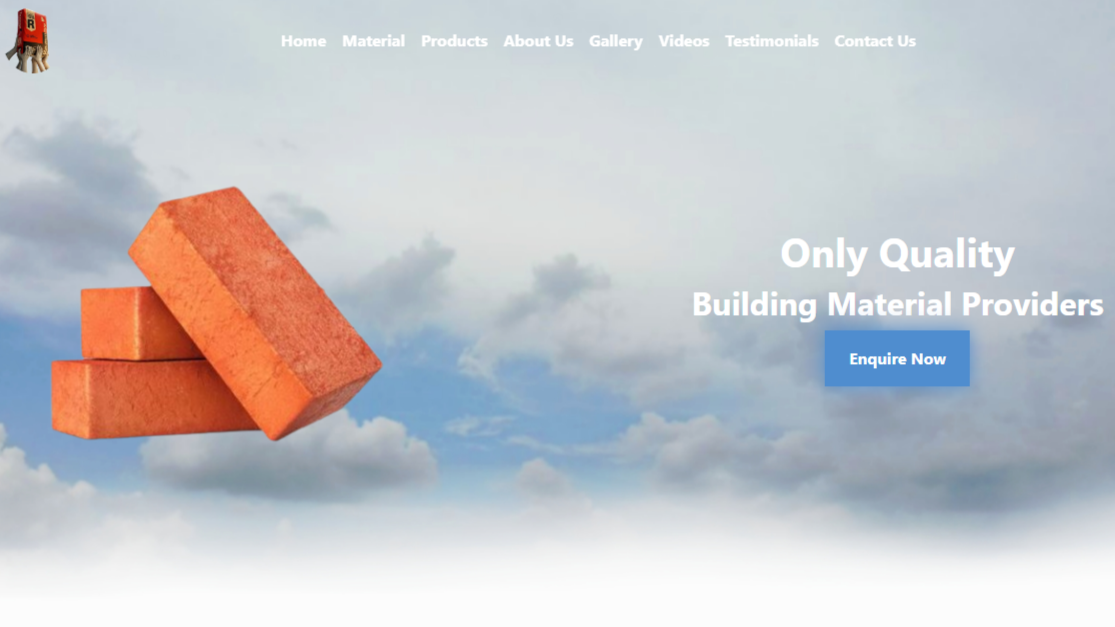 R
Home Material Products About Us Gallery Videos Testimonials Contact Us
Only Quality
Building Material Providers
Enquire Now